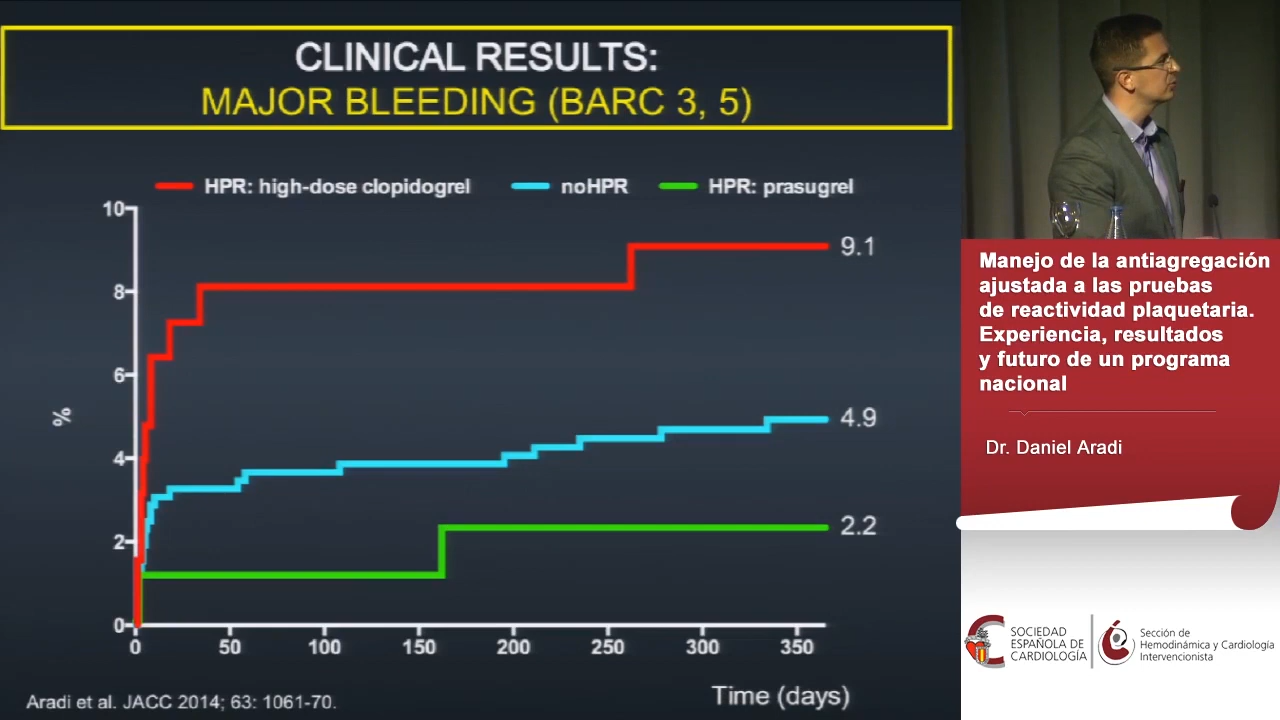 CLINICAL RESULTS:
MAJOR BLEEDING (BARC 3, 5)
HPR: high-dose clopidogrel
noHPR
HPR: prasugrel
10
8
6
4
2
0
%
9.1
4.9
2.2
0 50 100 150 200 250 300 350
Time (days)
Aradi et al. JACC 2014; 63: 1061-70.
Manejo de la antiagregación
ajustada a las pruebas
de reactividad plaquetaria.
Experiencia, resultados
y futuro de un programa
nacional
Dr. Daniel Aradi
SOCIEDAD
ESPAÑOLA DE
CARDIOLOGÍA
Sección de
Hemodinámica y Cardiología
Intervencionista